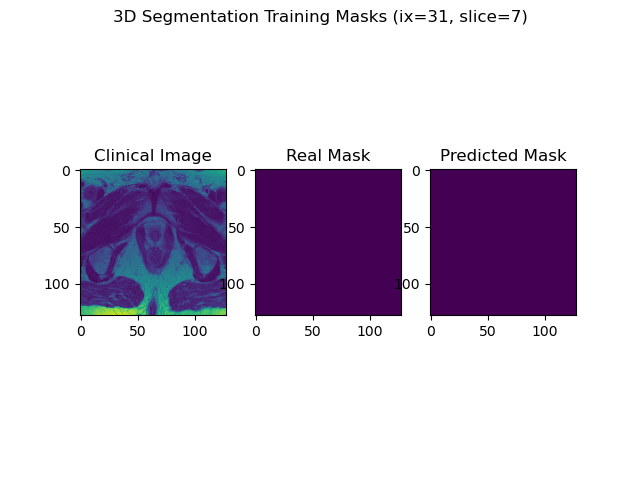 3D Segmentation Training Masks (ix=31, slice=7)
Clinical Image Real Mask Predicted Mask
0 0 0
50 50 50
100 100 100
0 50 100 0 50 100 0 50 100